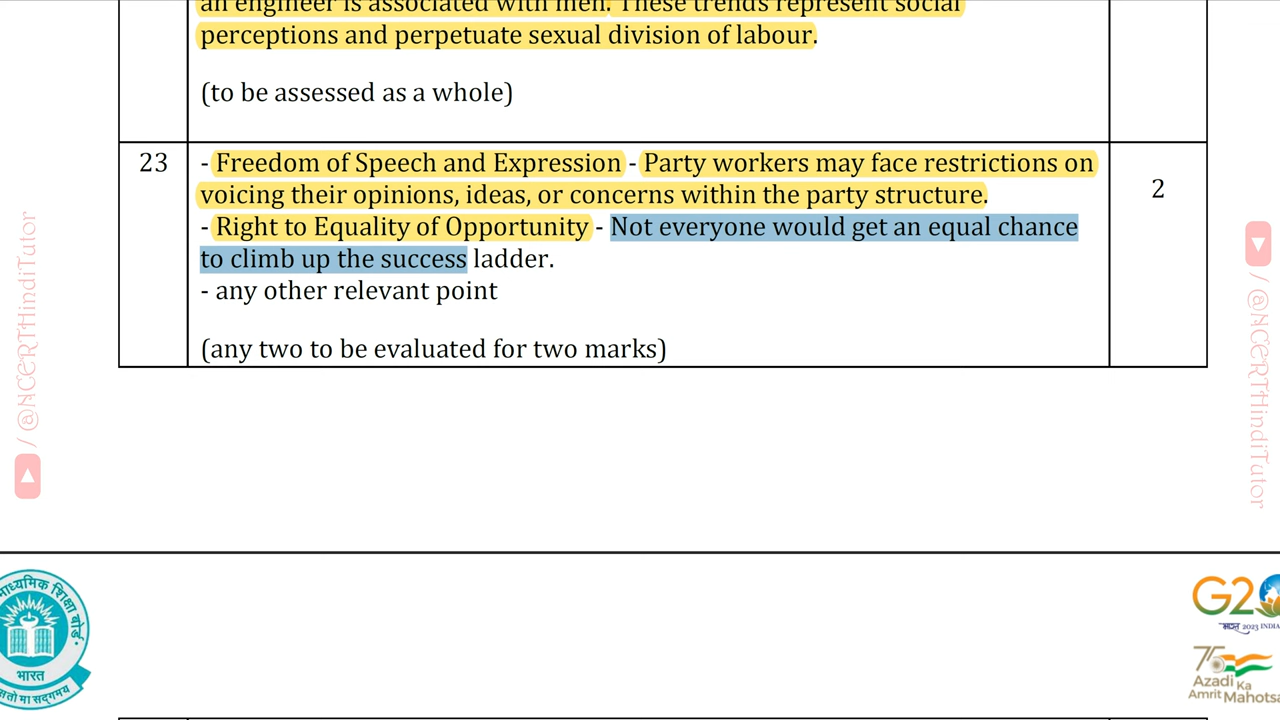 an engineer is associated with men. These trends represent social
perceptions and perpetuate sexual division of labour.
(to be assessed as a whole)
23
- Freedom of Speech and Expression - Party workers may face restrictions on
voicing their opinions, ideas, or concerns within the party structure.
2
- Right to Equality of Opportunity - Not everyone would get an equal chance
to climb up the success ladder.
- any other relevant point
(any two to be evaluated for two marks)
/ @NCERTHindiTutor
/ @NCERTHindiTutor
माध्यमिक शिक्षा बोर्ड
भारत
G20
भारत 2023 INDIA
75
Azadi Ka
Amrit Mahotsa